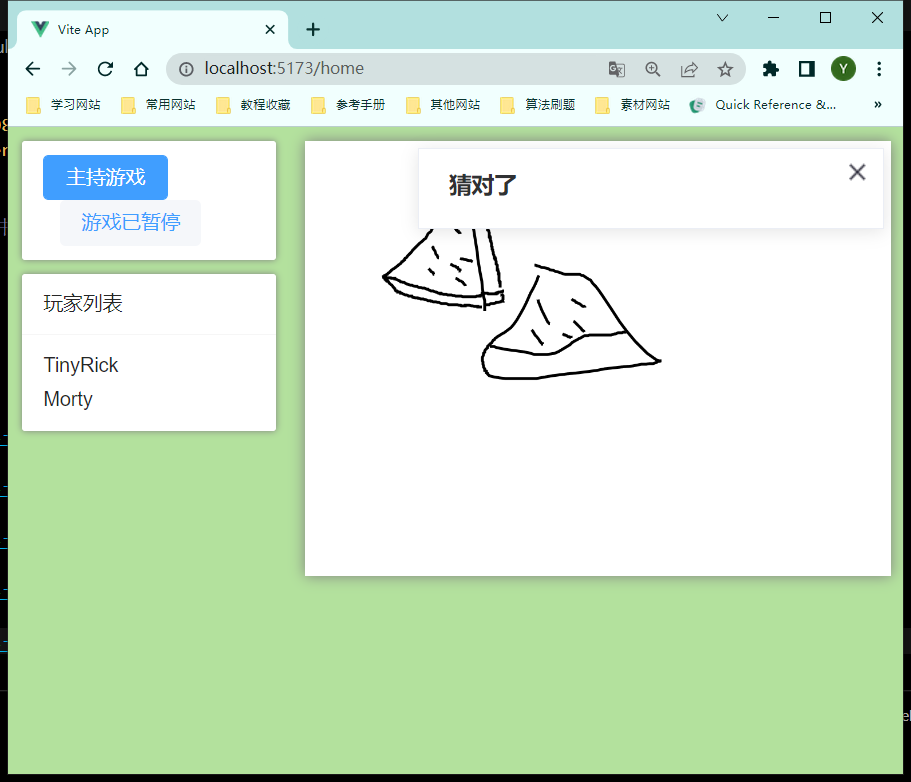 Vite App
localhost:5173/home
Y
学习网站
常用网站
教程收藏
参考手册
其他网站
算法刷题
素材网站
Quick Reference &...
»
主持游戏
游戏已暂停
猜对了
玩家列表
TinyRick
Morty